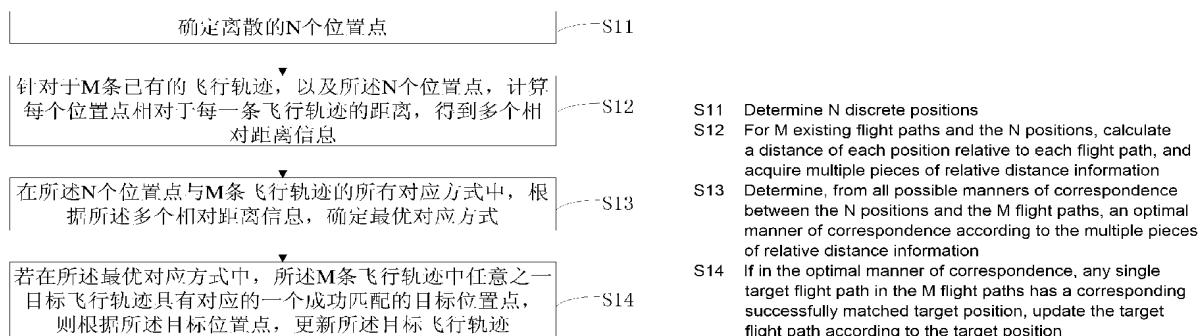 确定离散的N个位置点
S11
针对于M条已有的飞行轨迹，以及所述N个位置点，计算
每个位置点相对于每一条飞行轨迹的距离，得到多个相
对距离信息
S12
在所述N个位置点与M条飞行轨迹的所有对应方式中，根
据所述多个相对距离信息，确定最优对应方式
S13
若在所述最优对应方式中，所述M条飞行轨迹中任意之一
目标飞行轨迹具有对应的一个成功匹配的目标位置点，
则根据所述目标位置点，更新所述目标飞行轨迹
S14
S11 Determine N discrete positions
S12 For M existing flight paths and the N positions, calculate
a distance of each position relative to each flight path, and
acquire multiple pieces of relative distance information
S13 Determine, from all possible manners of correspondence
between the N positions and the M flight paths, an optimal
manner of correspondence according to the multiple pieces
of relative distance information
S14 If in the optimal manner of correspondence, any single
target flight path in the M flight paths has a corresponding
successfully matched target position, update the target
flight path according to the target position